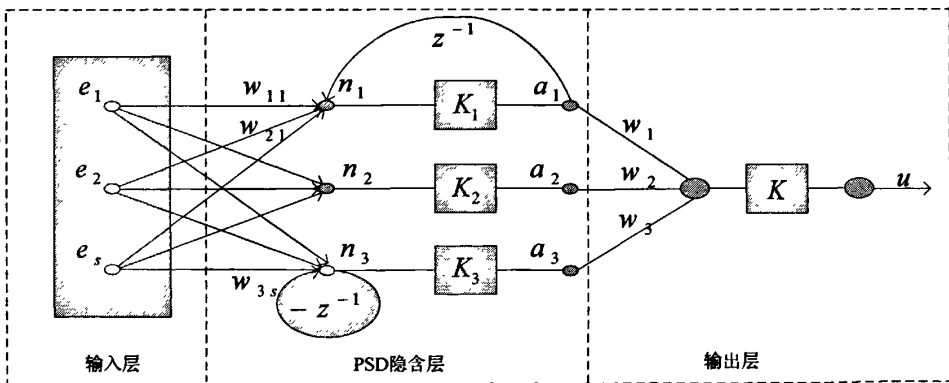 z⁻¹
e₁ w₁₁ n₁ K₁ a₁ w₁
w₂₁
e₂ n₂ K₂ a₂ w₂ K u
w₃
eₛ w₃ₛ n₃ K₃ a₃
− z⁻¹
输入层 PSD隐含层 输出层